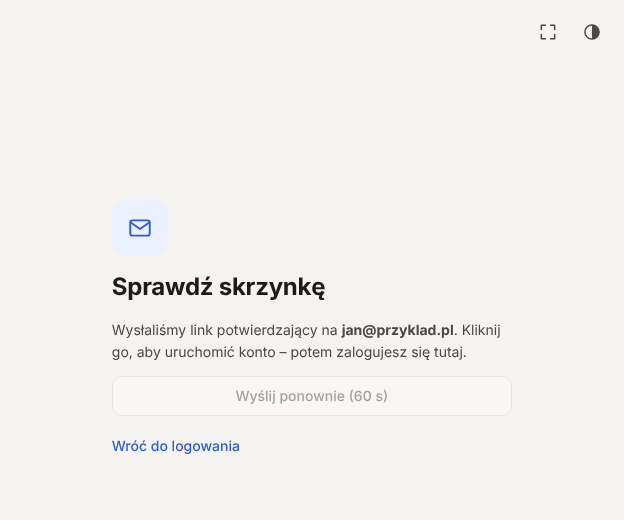 Sprawdź skrzynkę
Wysłaliśmy link potwierdzający na jan@przyklad.pl. Kliknij
go, aby uruchomić konto – potem zalogujesz się tutaj.
Wyślij ponownie (60 s)
Wróć do logowania